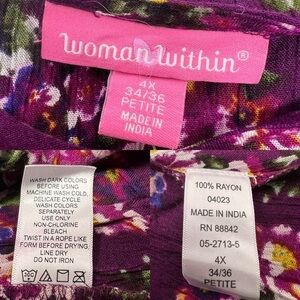 woman within®
4X
34/36
PETITE
MADE IN
INDIA
WASH DARK COLORS
BEFORE USING
MACHINE WASH COLD,
DELICATE CYCLE
WASH COLORS
SEPARATELY
USE ONLY
NON-CHLORINE
BLEACH
TWIST IN A ROPE LIKE
FORM BEFORE DRYING,
LINE DRY
DO NOT IRON
100% RAYON
04023
MADE IN INDIA
RN 88842
05-2713-5
4X
34/36
PETITE